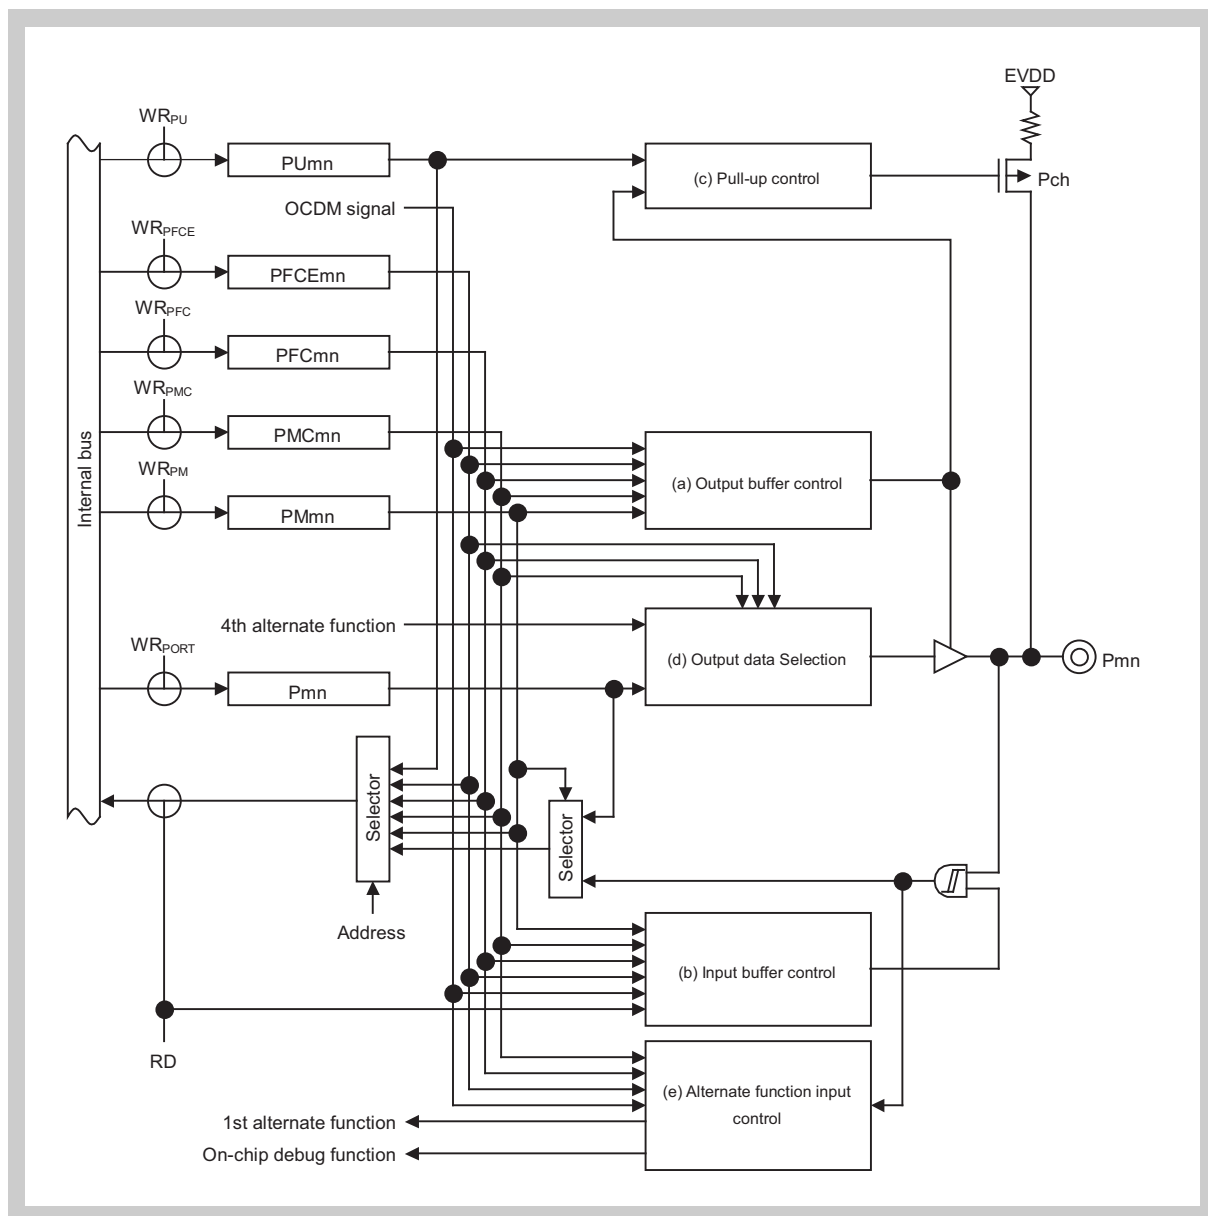 EVDD
WRPU
PUmn
(c) Pull-up control
Pch
OCDM signal
WRPFCE
PFCEmn
WRPFC
PFCmn
WRPMC
PMCmn
Internal bus
WRPM
PMmn
(a) Output buffer control
4th alternate function
WRPORT
Pmn
(d) Output data Selection
Pmn
Selector
Selector
Address
(b) Input buffer control
RD
(e) Alternate function input
control
1st alternate function
On-chip debug function